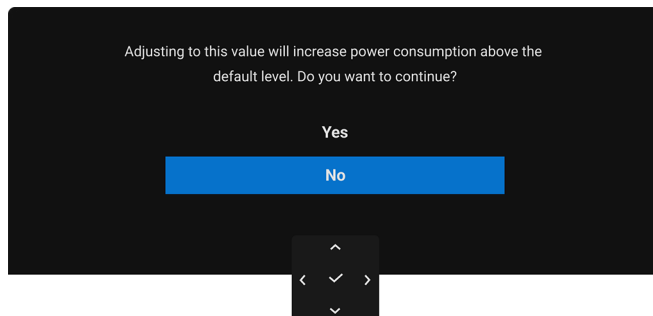 Adjusting to this value will increase power consumption above the
default level. Do you want to continue?
Yes
No